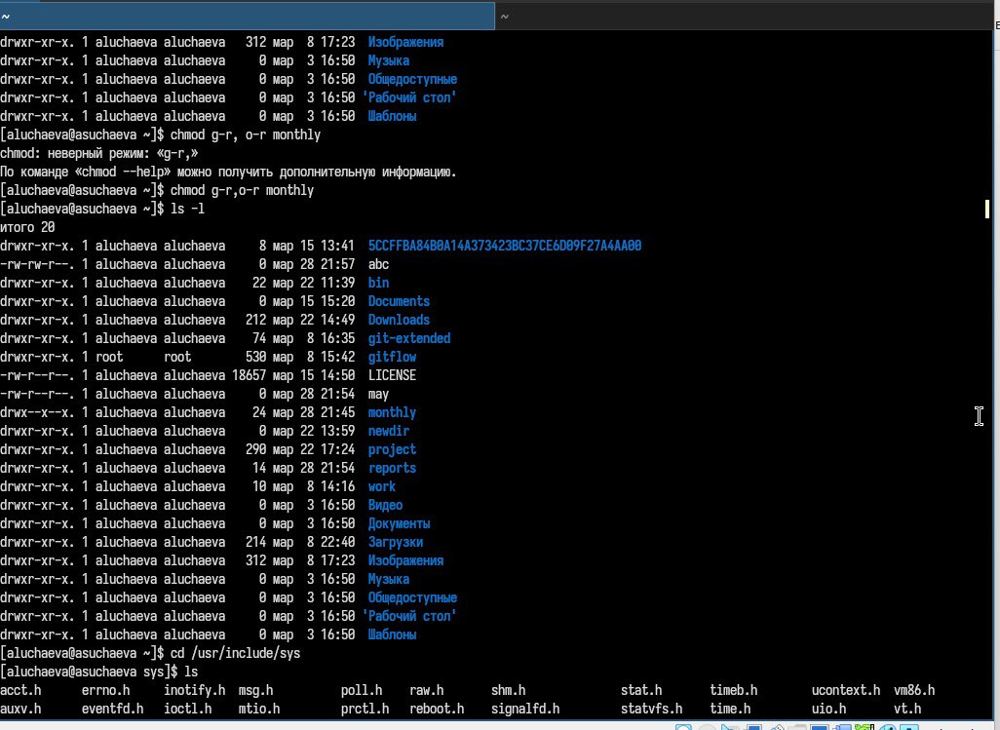 ~ ~
drwxr-xr-x. 1 aluchaeva aluchaeva 312 мар 8 17:23 Изображения
drwxr-xr-x. 1 aluchaeva aluchaeva 0 мар 3 16:50 Музыка
drwxr-xr-x. 1 aluchaeva aluchaeva 0 мар 3 16:50 Общедоступные
drwxr-xr-x. 1 aluchaeva aluchaeva 0 мар 3 16:50 'Рабочий стол'
drwxr-xr-x. 1 aluchaeva aluchaeva 0 мар 3 16:50 Шаблоны
[aluchaeva@asuchaeva ~]$ chmod g-r, o-r monthly
chmod: неверный режим: «g-r,»
По команде «chmod --help» можно получить дополнительную информацию.
[aluchaeva@asuchaeva ~]$ chmod g-r,o-r monthly
[aluchaeva@asuchaeva ~]$ ls -l
итого 20
drwxr-xr-x. 1 aluchaeva aluchaeva 8 мар 15 13:41 5CCFFBA84B0A14A373423BC37CE6D09F27A4AA00
-rw-rw-r--. 1 aluchaeva aluchaeva 0 мар 28 21:57 abc
drwxr-xr-x. 1 aluchaeva aluchaeva 22 мар 22 11:39 bin
drwxr-xr-x. 1 aluchaeva aluchaeva 0 мар 15 15:20 Documents
drwxr-xr-x. 1 aluchaeva aluchaeva 212 мар 22 14:49 Downloads
drwxr-xr-x. 1 aluchaeva aluchaeva 74 мар 8 16:35 git-extended
drwxr-xr-x. 1 root root 530 мар 8 15:42 gitflow
-rw-r--r--. 1 aluchaeva aluchaeva 18657 мар 15 14:50 LICENSE
-rw-r--r--. 1 aluchaeva aluchaeva 0 мар 28 21:54 may
drwx--x--x. 1 aluchaeva aluchaeva 24 мар 28 21:45 monthly
drwxr-xr-x. 1 aluchaeva aluchaeva 0 мар 22 13:59 newdir
drwxr-xr-x. 1 aluchaeva aluchaeva 290 мар 22 17:24 project
drwxr-xr-x. 1 aluchaeva aluchaeva 14 мар 28 21:54 reports
drwxr-xr-x. 1 aluchaeva aluchaeva 10 мар 8 14:16 work
drwxr-xr-x. 1 aluchaeva aluchaeva 0 мар 3 16:50 Видео
drwxr-xr-x. 1 aluchaeva aluchaeva 0 мар 3 16:50 Документы
drwxr-xr-x. 1 aluchaeva aluchaeva 214 мар 8 22:40 Загрузки
drwxr-xr-x. 1 aluchaeva aluchaeva 312 мар 8 17:23 Изображения
drwxr-xr-x. 1 aluchaeva aluchaeva 0 мар 3 16:50 Музыка
drwxr-xr-x. 1 aluchaeva aluchaeva 0 мар 3 16:50 Общедоступные
drwxr-xr-x. 1 aluchaeva aluchaeva 0 мар 3 16:50 'Рабочий стол'
drwxr-xr-x. 1 aluchaeva aluchaeva 0 мар 3 16:50 Шаблоны
[aluchaeva@asuchaeva ~]$ cd /usr/include/sys
[aluchaeva@asuchaeva sys]$ ls
acct.h errno.h inotify.h msg.h poll.h raw.h shm.h stat.h timeb.h ucontext.h vm86.h
auxv.h eventfd.h ioctl.h mtio.h prctl.h reboot.h signalfd.h statvfs.h time.h uio.h vt.h